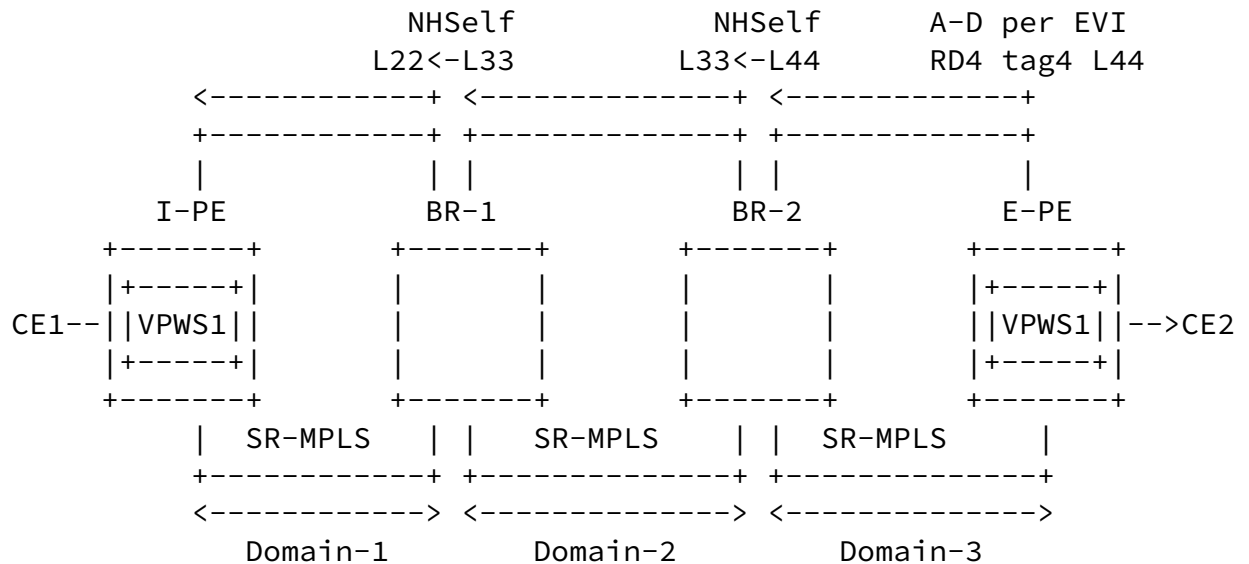 NHSelf NHSelf A-D per EVI
L22<-L33 L33<-L44 RD4 tag4 L44
<------------+ <-------------+ <-------------+
+------------+ +-------------+ +-------------+
| | | | | |
I-PE BR-1 BR-2 E-PE
+-------+ +-------+ +-------+ +-------+
|+-----+| | | | | |+-----+|
CE1--||VPWS1|| | | | | ||VPWS1||-->CE2
|+-----+| | | | | |+-----+|
+-------+ +-------+ +-------+ +-------+
| SR-MPLS | | SR-MPLS | | SR-MPLS |
+------------+ +-------------+ +--------------+
<------------> <-------------> <-------------->
Domain-1 Domain-2 Domain-3